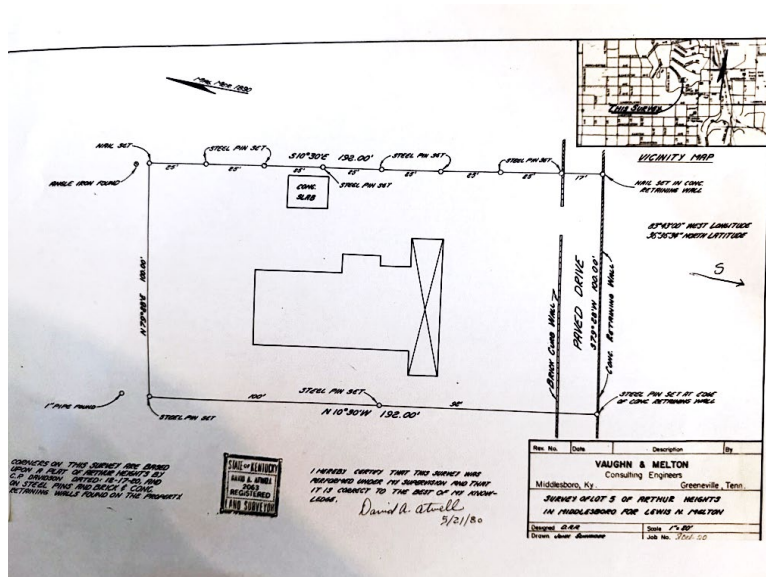 MAG. MER. 1890
THIS SURVEY
VICINITY MAP
NAIL SET
STEEL PIN SET
S10°30'E 192.00'
STEEL PIN SET
STEEL PIN SET
25' 25' 25' 25' 25' 25' 25' 17'
ANGLE IRON FOUND
CONC. SLAB
STEEL PIN SET
NAIL SET IN CONC.
RETAINING WALL
83°43'00" WEST LONGITUDE
NORTH LATITUDE
S
N79°28'E 100.00'
PAVED DRIVE
S79°28'W 100.00'
BRICK CURB WALL
CONC. RETAINING WALL
1" PIPE FOUND
STEEL PIN SET
100'
STEEL PIN SET
N 10°30'W 192.00'
92'
STEEL PIN SET AT EDGE
OF CONC. RETAINING WALL
CORNERS ON THIS SURVEY ARE BASED
UPON A PLAT OF ARTHUR HEIGHTS BY
C.P. DAVIDSON DATED: 12-17-20, AND
ON STEEL PINS AND BRICK & CONC.
RETAINING WALLS FOUND ON THE PROPERTY.
STATE OF KENTUCKY
DAVID A. ATWELL
2063
REGISTERED
LAND SURVEYOR
I HEREBY CERTIFY THAT THIS SURVEY WAS
PERFORMED UNDER MY SUPERVISION AND THAT
IT IS CORRECT TO THE BEST OF MY KNOW-
LEDGE.
David A. Atwell
5/21/80
Rev. No. Date Description By
VAUGHN & MELTON
Consulting Engineers
Middlesboro, Ky. Greeneville, Tenn.
SURVEY OF LOT 5 OF ARTHUR HEIGHTS
IN MIDDLESBORO FOR LEWIS N. MELTON
Designed D.A.A. Scale 1"=20'
Drawn JOHN Job No.